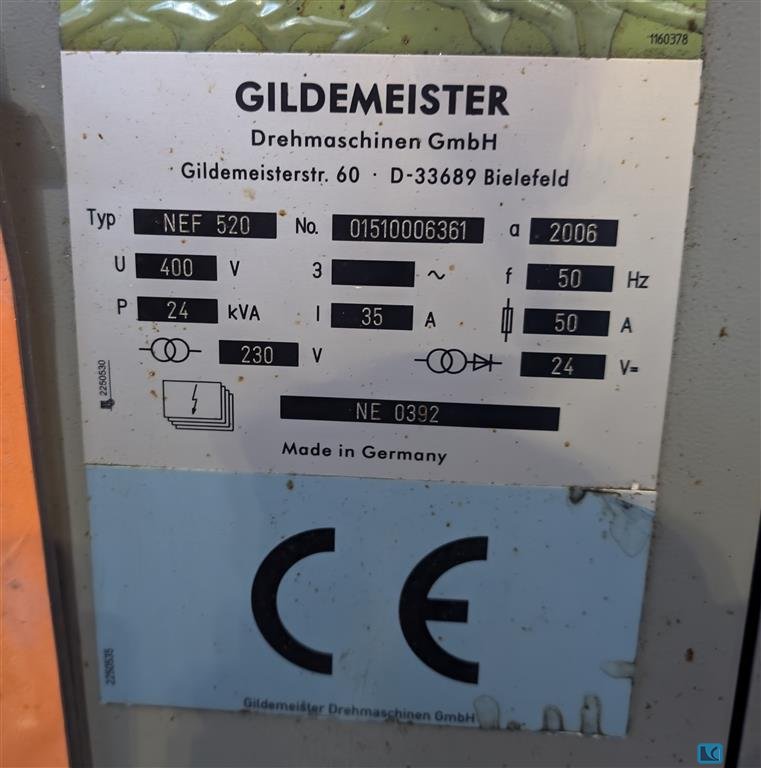 1160378
GILDEMEISTER
Drehmaschinen GmbH
Gildemeisterstr. 60 · D-33689 Bielefeld
Typ NEF 520 No. 01510006361 a 2006
U 400 V 3 ~ f 50 Hz
P 24 kVA I 35 A 50 A
230 V 24 V=
2250530
NE 0392
Made in Germany
CE
2250535
Gildemeister Drehmaschinen GmbH